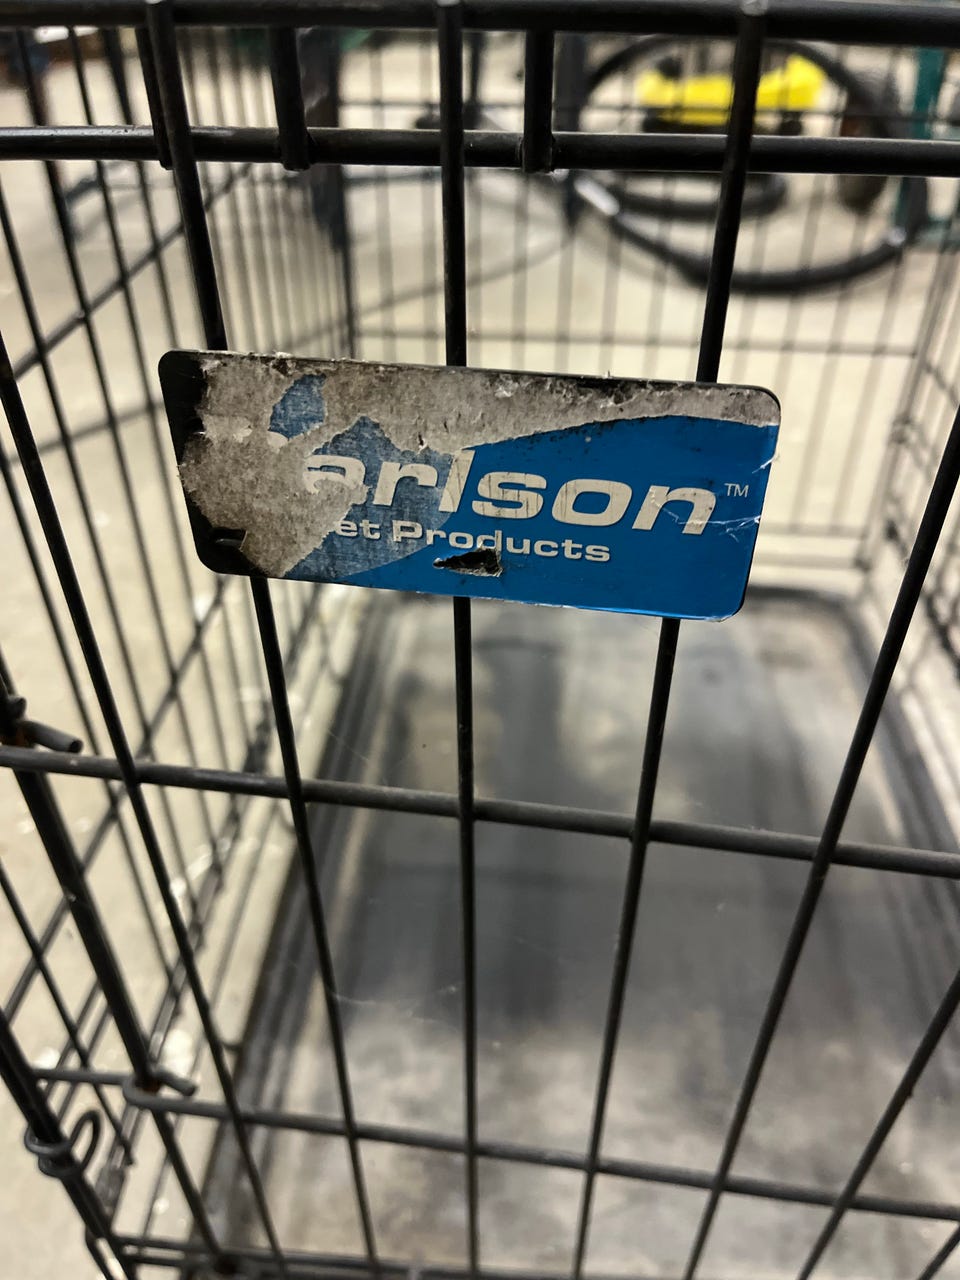 arlson™
et Products